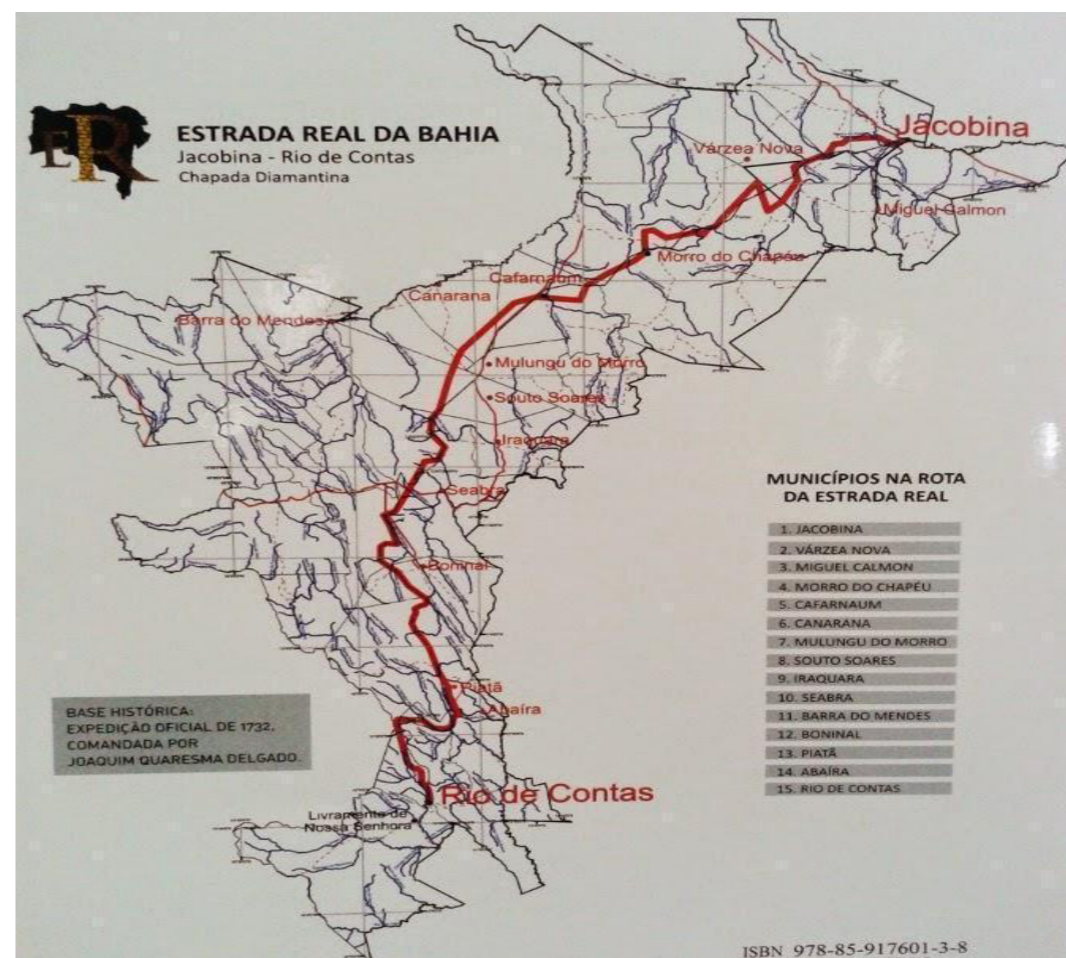 ER
ESTRADA REAL DA BAHIA
Jacobina - Rio de Contas
Chapada Diamantina
Jacobina
Várzea Nova
Miguel Calmon
Morro do Chapéu
Cafarnaum
Canarana
Barra do Mendes
Mulungu do Morro
Souto Soares
Iraquara
Seabra
Boninal
Piatã
Abaíra
Rio de Contas
Livramento de
Nossa Senhora
MUNICÍPIOS NA ROTA
DA ESTRADA REAL
1. JACOBINA
2. VÁRZEA NOVA
3. MIGUEL CALMON
4. MORRO DO CHAPÉU
5. CAFARNAUM
6. CANARANA
7. MULUNGU DO MORRO
8. SOUTO SOARES
9. IRAQUARA
10. SEABRA
11. BARRA DO MENDES
12. BONINAL
13. PIATÃ
14. ABAÍRA
15. RIO DE CONTAS
BASE HISTÓRICA:
EXPEDIÇÃO OFICIAL DE 1732,
COMANDADA POR
JOAQUIM QUARESMA DELGADO.
ISBN 978-85-917601-3-8